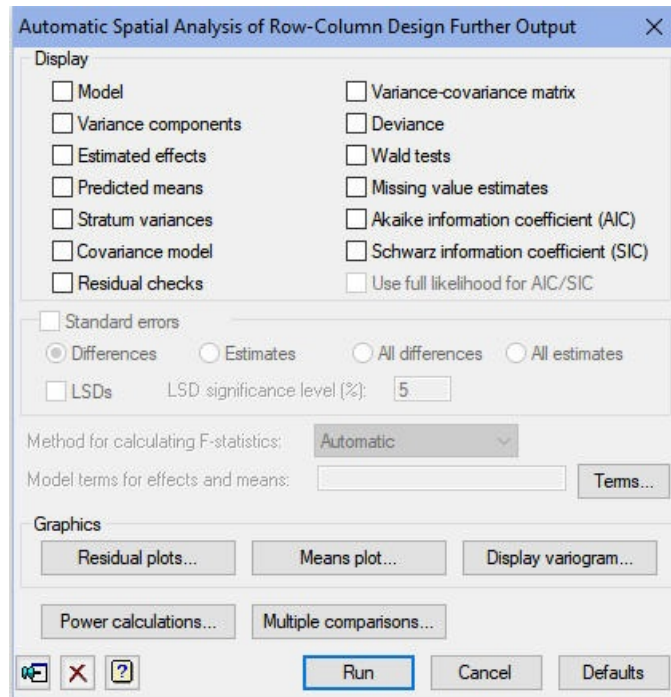 Automatic Spatial Analysis of Row-Column Design Further Output
Display
Model
Variance-covariance matrix
Variance components
Deviance
Estimated effects
Wald tests
Predicted means
Missing value estimates
Stratum variances
Akaike information coefficient (AIC)
Covariance model
Schwarz information coefficient (SIC)
Residual checks
Use full likelihood for AIC/SIC
Standard errors
Differences Estimates All differences All estimates
LSDs LSD significance level (%): 5
Method for calculating F-statistics: Automatic
Model terms for effects and means: Terms...
Graphics
Residual plots... Means plot... Display variogram...
Power calculations... Multiple comparisons...
? Run Cancel Defaults